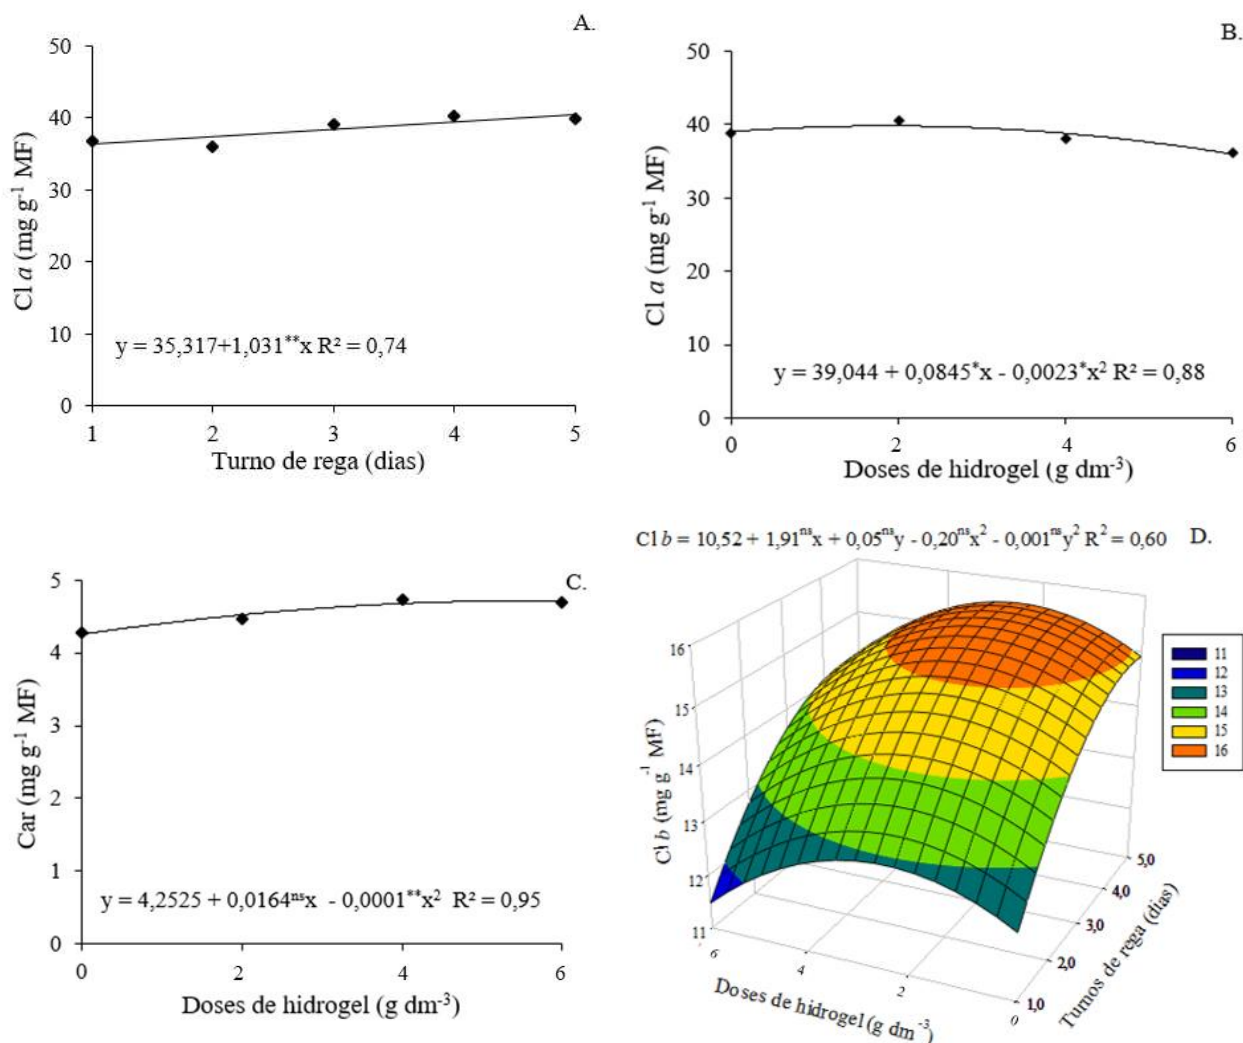 A.
50
40
30
20
10
0
Cl a (mg g⁻¹ MF)
y = 35,317+1,031**x R² = 0,74
1 2 3 4 5
Turno de rega (dias)
B.
50
40
30
20
10
0
Cl a (mg g⁻¹ MF)
y = 39,044 + 0,0845*x - 0,0023*x² R² = 0,88
0 2 4 6
Doses de hidrogel (g dm⁻³)
C.
5
4
3
2
1
0
Car (mg g⁻¹ MF)
y = 4,2525 + 0,0164ⁿˢx - 0,0001**x² R² = 0,95
0 2 4 6
Doses de hidrogel (g dm⁻³)
Cl b = 10,52 + 1,91ⁿˢx + 0,05ⁿˢy - 0,20ⁿˢx² - 0,001ⁿˢy² R² = 0,60 D.
16
15
14
13
12
11
Cl b (mg g⁻¹ MF)
6 4 2 0
Doses de hidrogel (g dm⁻³)
5,0
4,0
3,0
2,0
1,0
Turnos de rega (dias)
11
12
13
14
15
16